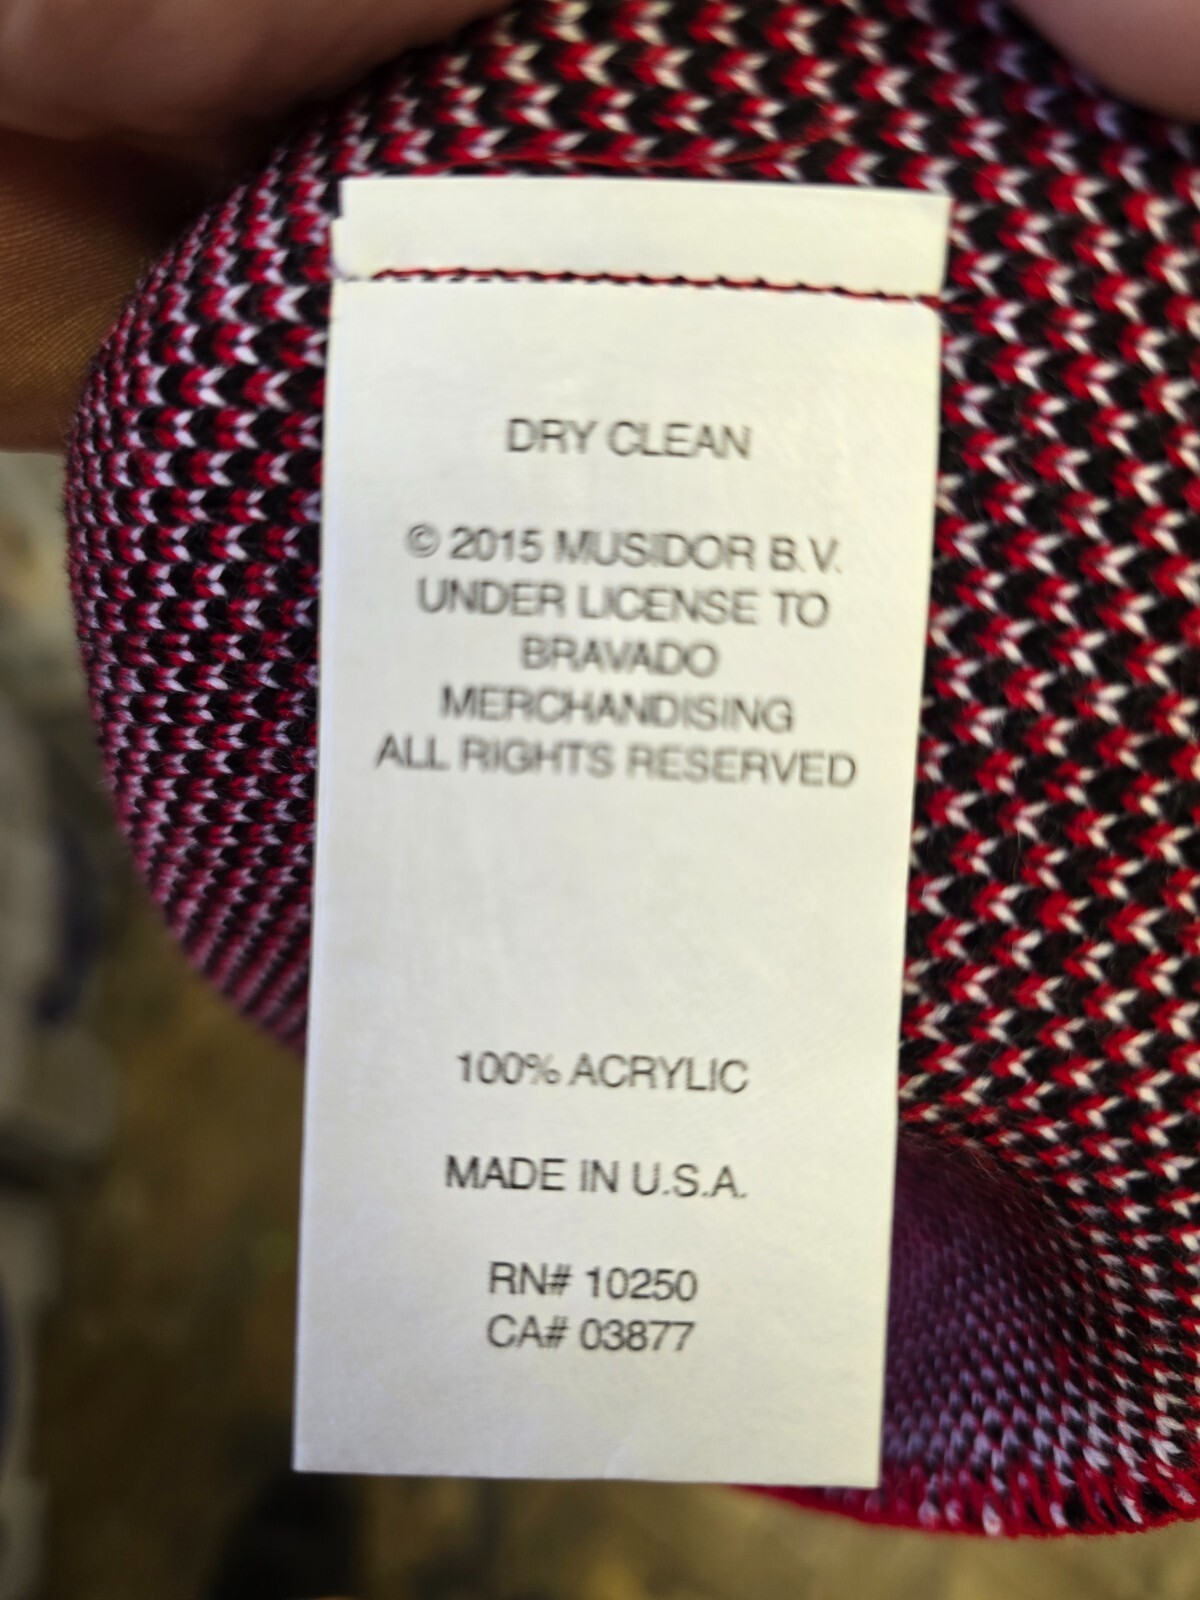 DRY CLEAN
© 2015 MUSIDOR B.V.
UNDER LICENSE TO
BRAVADO
MERCHANDISING
ALL RIGHTS RESERVED
100% ACRYLIC
MADE IN U.S.A.
RN# 10250
CA# 03877